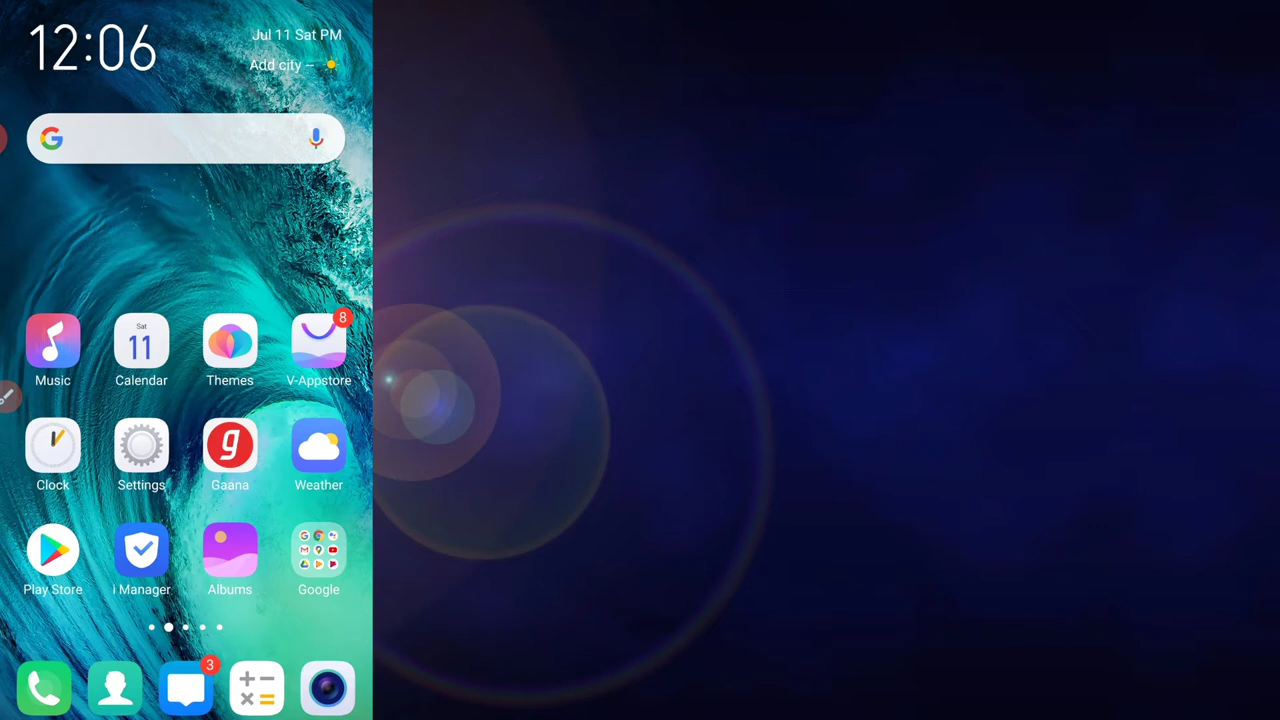 12:06
Jul 11 Sat PM
Add city --
Music
Sat
11
Calendar
Themes
8
V-Appstore
Clock
Settings
g
Gaana
Weather
Play Store
i Manager
Albums
Google
3